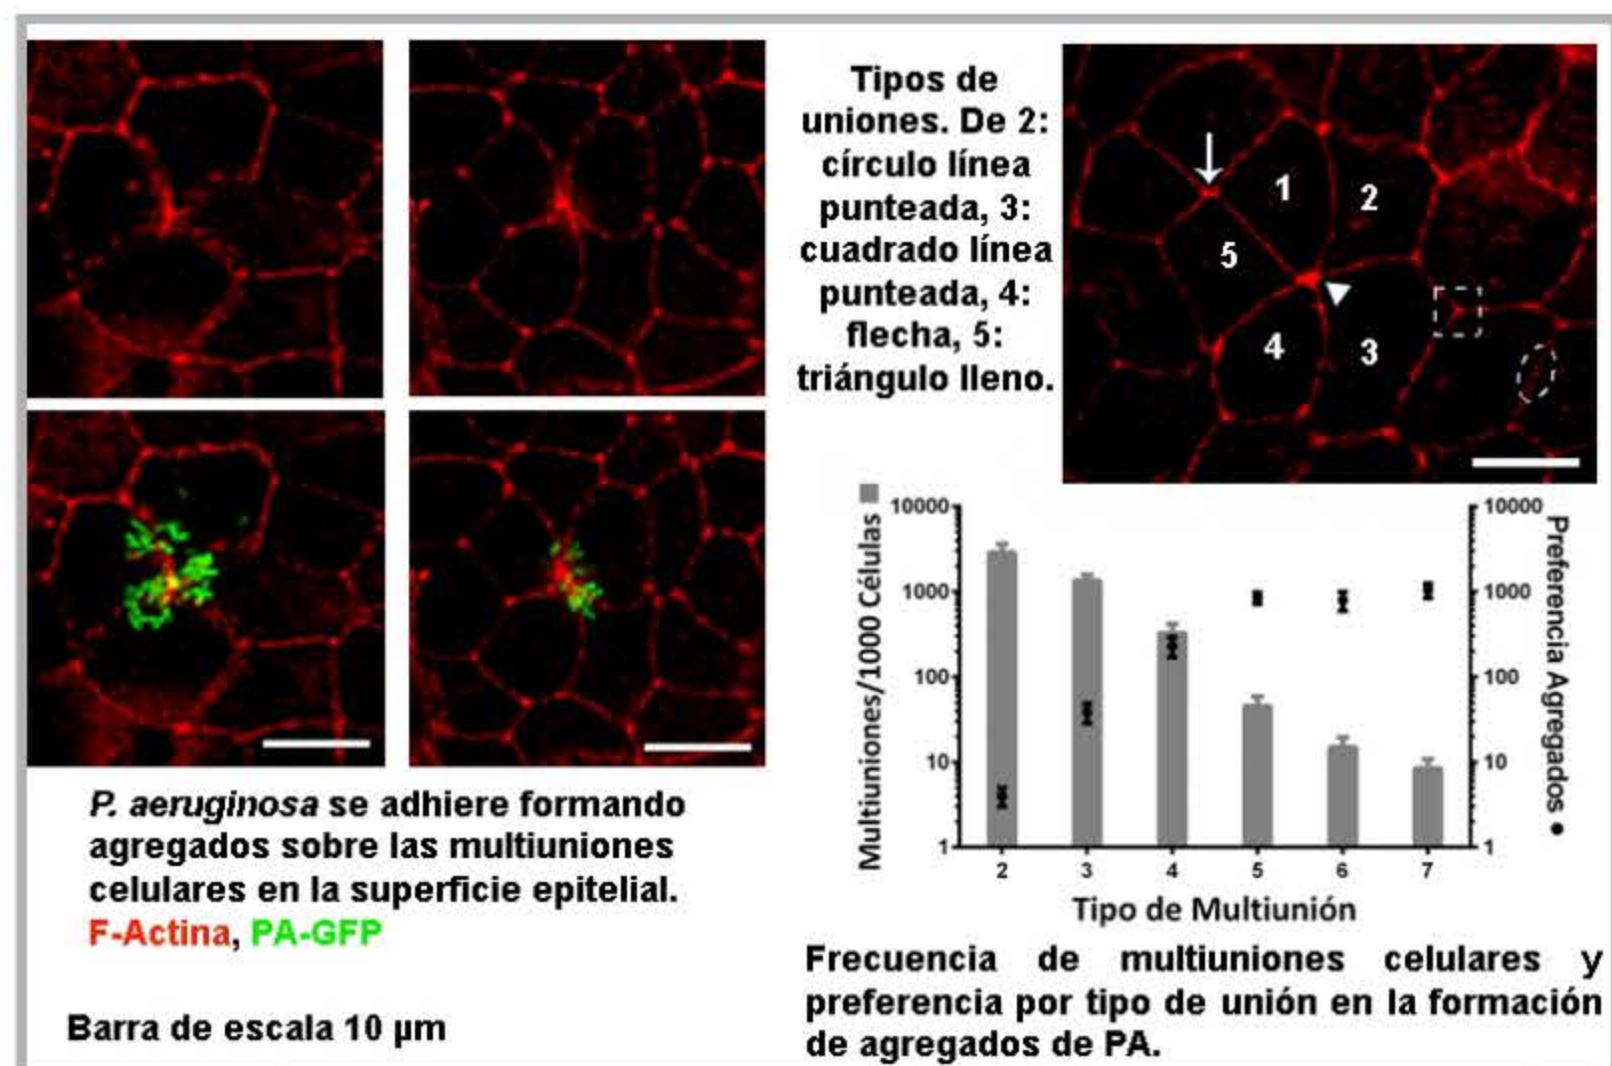 Tipos de
uniones. De 2:
círculo línea
punteada, 3:
cuadrado línea
punteada, 4:
flecha, 5:
triángulo lleno.
1
2
5
4
3
P. aeruginosa se adhiere formando
agregados sobre las multiuniones
celulares en la superficie epitelial.
F-Actina, PA-GFP
Barra de escala 10 µm
Multiuniones/1000 Células
10000
1000
100
10
1
10000
1000
100
10
1
Preferencia Agregados
2 3 4 5 6 7
Tipo de Multiunión
Frecuencia de multiuniones celulares y
preferencia por tipo de unión en la formación
de agregados de PA.